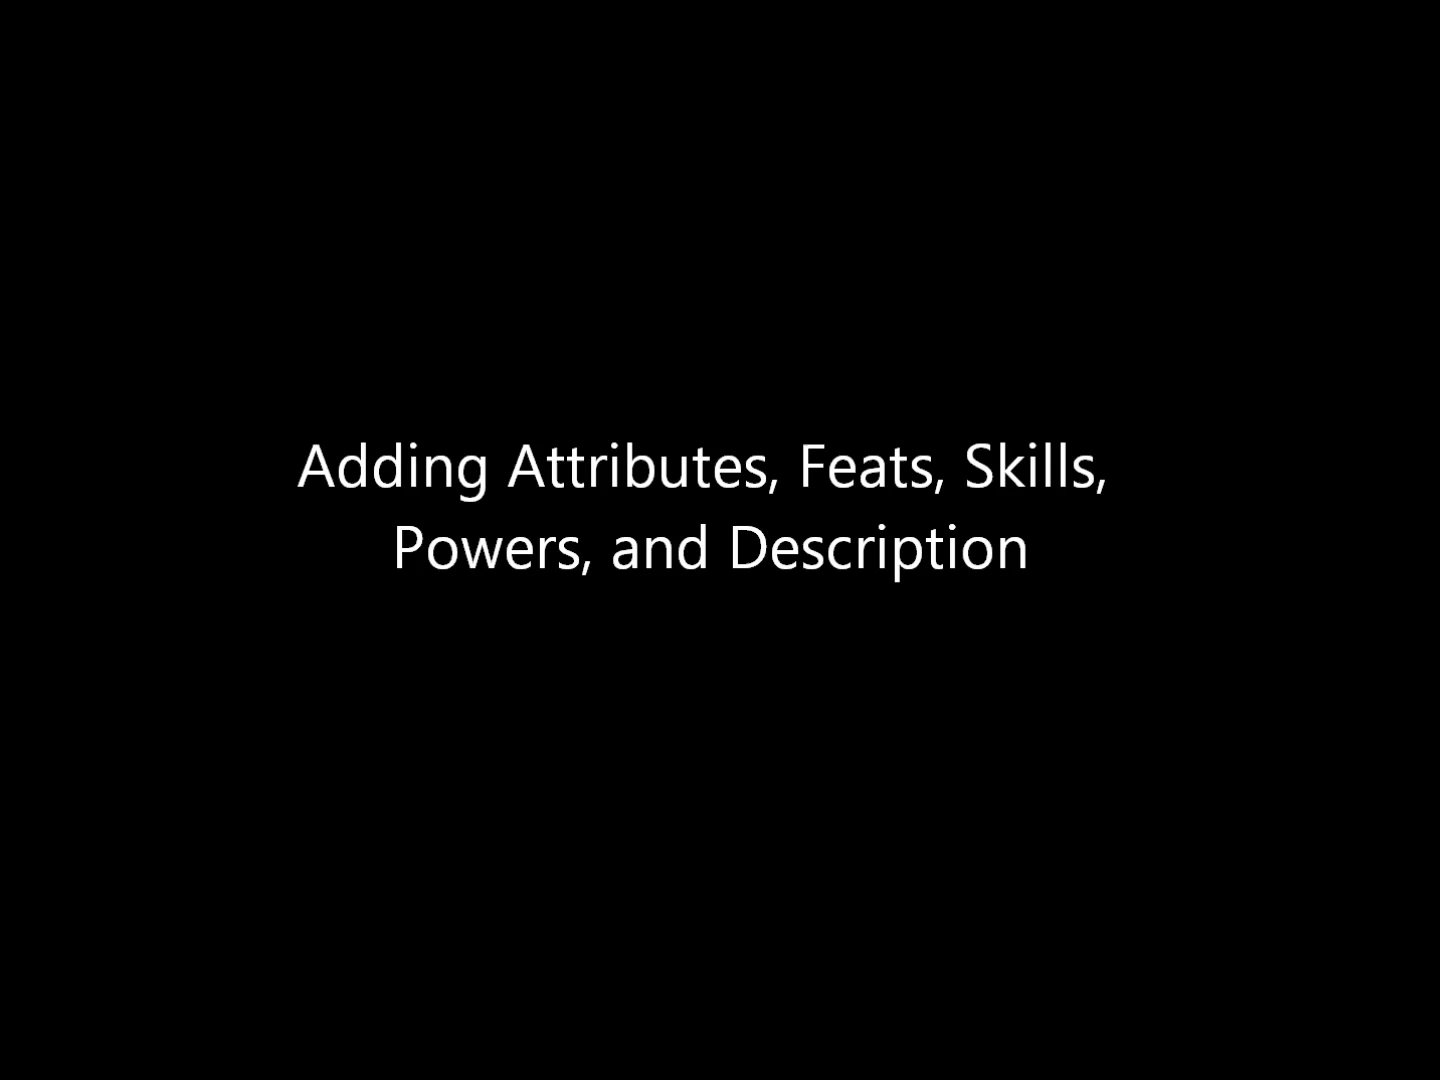 Adding Attributes, Feats, Skills,
Powers, and Description